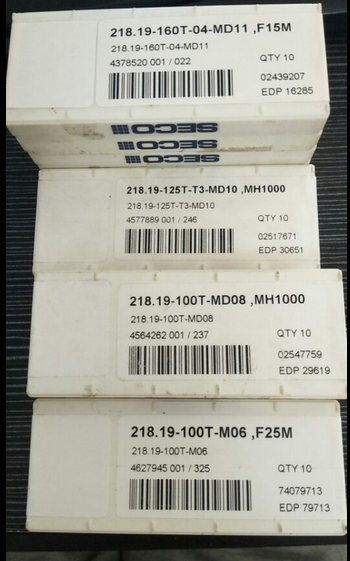 218.19-160T-04-MD11 ,F15M
218.19-160T-04-MD11
4378520 001 / 022
QTY 10
02439207
EDP 16285
SECO
SECO
SECO
218.19-125T-T3-MD10 ,MH1000
218.19-125T-T3-MD10
4577889 001 / 246
QTY 10
02517671
EDP 30651
218.19-100T-MD08 ,MH1000
218.19-100T-MD08
4564262 001 / 237
QTY 10
02547759
EDP 29619
218.19-100T-M06 ,F25M
218.19-100T-M06
4627945 001 / 325
QTY 10
74079713
EDP 79713